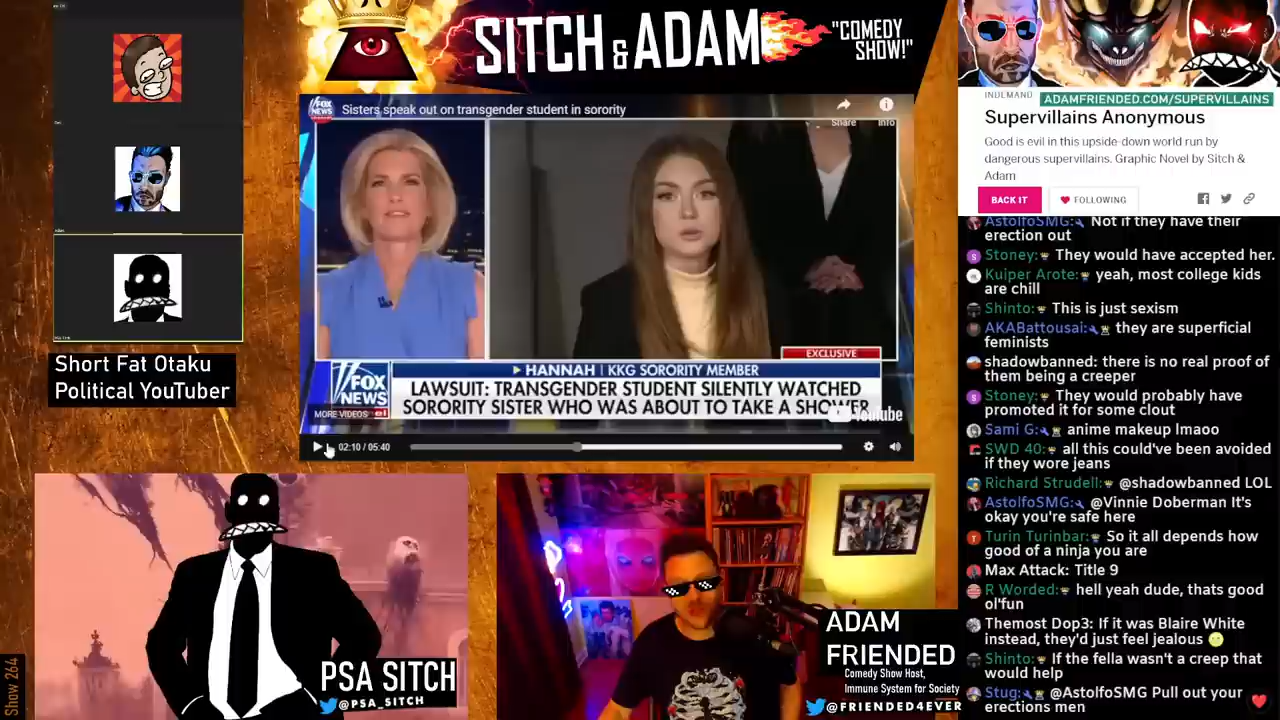 SITCH & ADAM
"COMEDY
SHOW!"
Short Fat Otaku
Political YouTuber
FOX
NEWS
Sisters speak out on transgender student in sorority
Share
Info
EXCLUSIVE
HANNAH | KKG SORORITY MEMBER
FOX
NEWS
LAWSUIT: TRANSGENDER STUDENT SILENTLY WATCHED
SORORITY SISTER WHO WAS ABOUT TO TAKE A SHOWER
MORE VIDEOS
YouTube
02:10 / 05:40
INDEMAND
ADAMFRIENDED.COM/SUPERVILLAINS
Supervillains Anonymous
Good is evil in this upside-down world run by
dangerous supervillains. Graphic Novel by Sitch &
Adam
BACK IT
FOLLOWING
AstolfoSMG: Not if they have their
erection out
Stoney: They would have accepted her.
Kuiper Arote: yeah, most college kids
are chill
Shinto: This is just sexism
AKABattousai: they are superficial
feminists
shadowbanned: there is no real proof of
them being a creeper
Stoney: They would probably have
promoted it for some clout
Sami G: anime makeup lmaoo
SWD 40: all this could've been avoided
if they wore jeans
Richard Strudell: @shadowbanned LOL
AstolfoSMG: @Vinnie Doberman It's
okay you're safe here
Turin Turinbar: So it all depends how
good of a ninja you are
Max Attack: Title 9
R Worded: hell yeah dude, thats good
ol'fun
Themost Dop3: If it was Blaire White
instead, they'd just feel jealous
Shinto: If the fella wasn't a creep that
would help
Stug: @AstolfoSMG Pull out your
erections men
Show 264
PSA SITCH
@PSA_SITCH
ADAM
FRIENDED
Comedy Show Host,
Immune System for Society
@FRIENDED4EVER